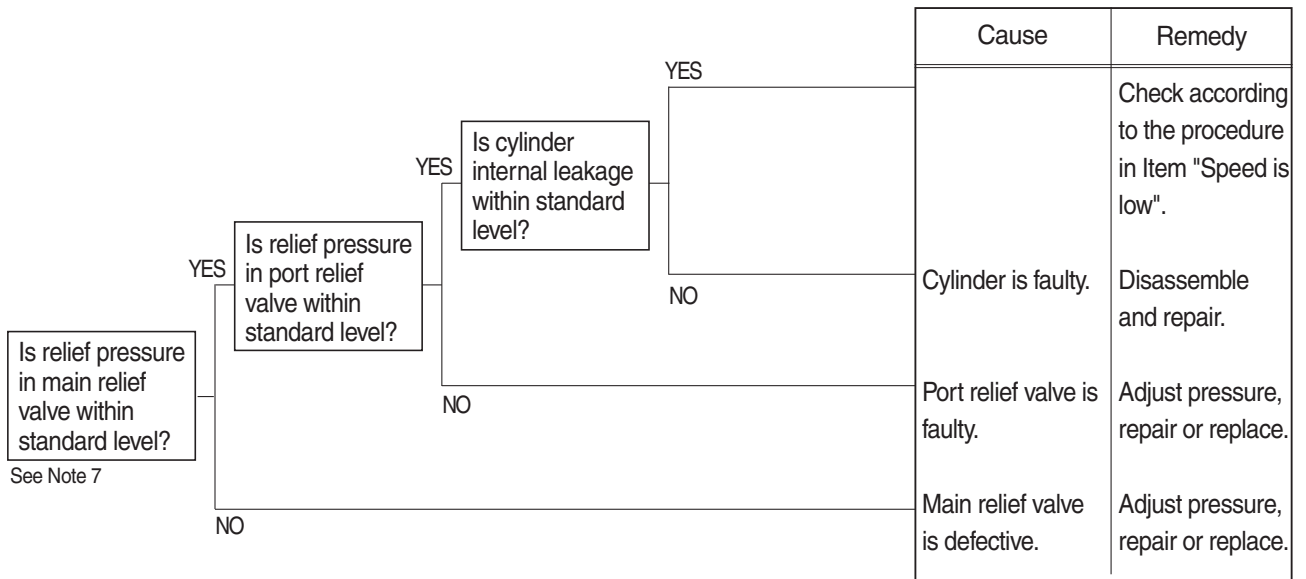 Cause
Remedy
YES
Check according
to the procedure
in Item "Speed is
low".
Is cylinder
internal leakage
within standard
level?
YES
NO
Cylinder is faulty.
Disassemble
and repair.
Is relief pressure
in port relief
valve within
standard level?
YES
NO
Port relief valve is
faulty.
Adjust pressure,
repair or replace.
Is relief pressure
in main relief
valve within
standard level?
See Note 7
NO
Main relief valve
is defective.
Adjust pressure,
repair or replace.